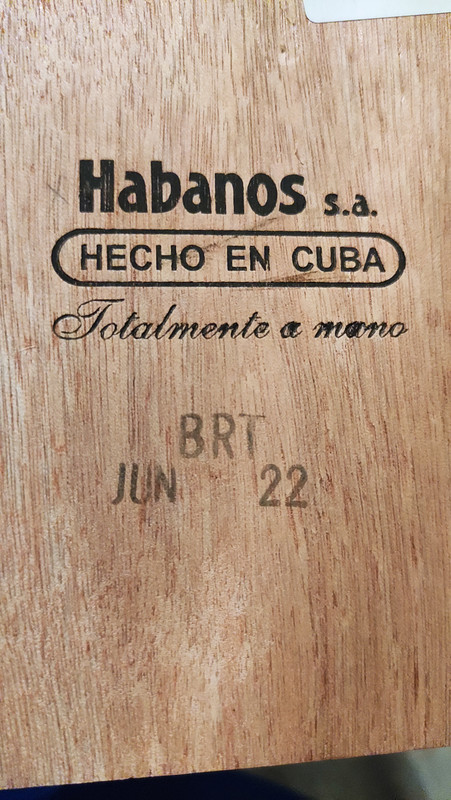 Habanos s.a.
HECHO EN CUBA
Totalmente a mano
BRT
JUN 22